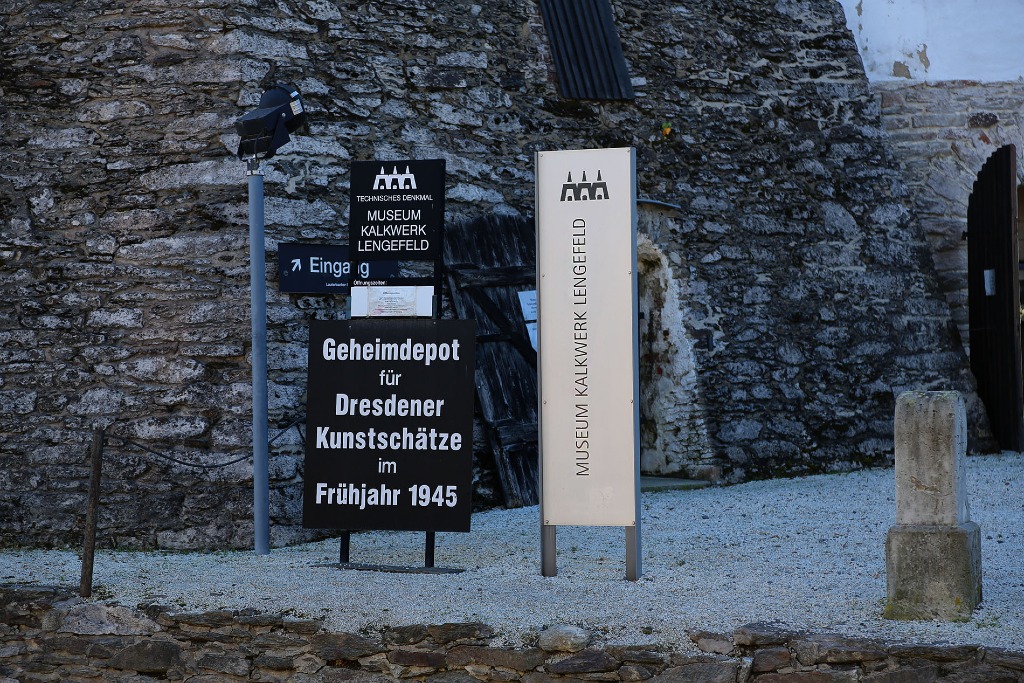 TECHNISCHES DENKMAL
MUSEUM
KALKWERK
LENGEFELD
Eingang
Öffnungszeiten:
Geheimdepot
für
Dresdener
Kunstschätze
im
Frühjahr 1945
MUSEUM KALKWERK LENGEFELD